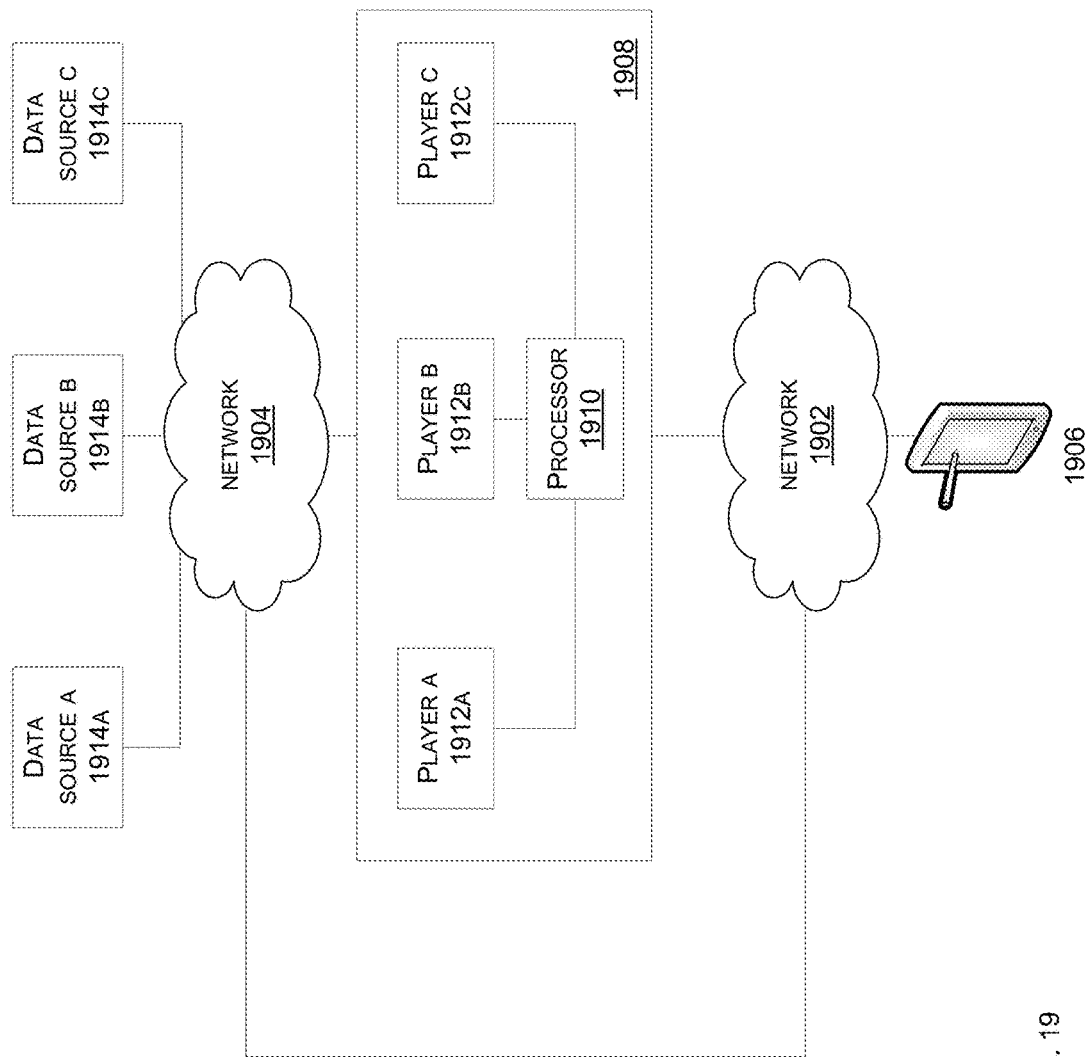 DATA
SOURCE A
1914A
DATA
SOURCE B
1914B
DATA
SOURCE C
1914C
NETWORK
1904
PLAYER A
1912A
PLAYER B
1912B
PLAYER C
1912C
PROCESSOR
1910
1908
NETWORK
1902
1906
. 19